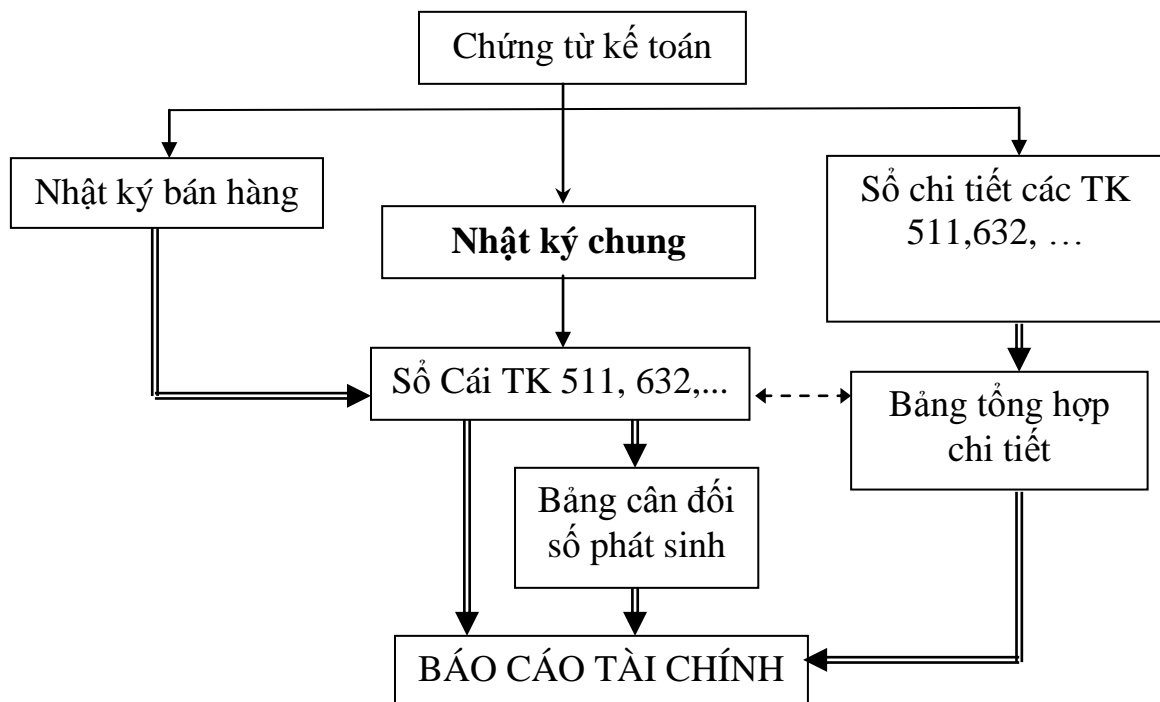 Chứng từ kế toán
Nhật ký bán hàng
Nhật ký chung
Sổ chi tiết các TK
511,632, …
Sổ Cái TK 511, 632,...
Bảng tổng hợp
chi tiết
Bảng cân đối
số phát sinh
BÁO CÁO TÀI CHÍNH